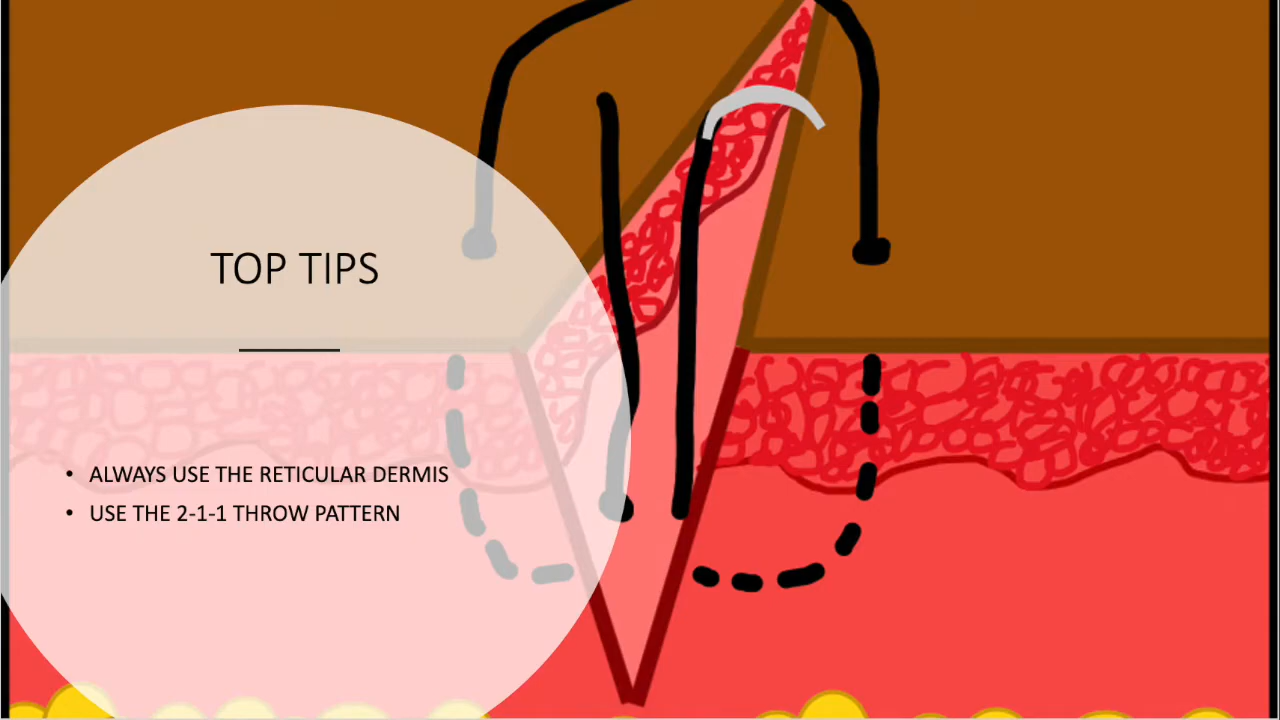 TOP TIPS
• ALWAYS USE THE RETICULAR DERMIS
• USE THE 2-1-1 THROW PATTERN